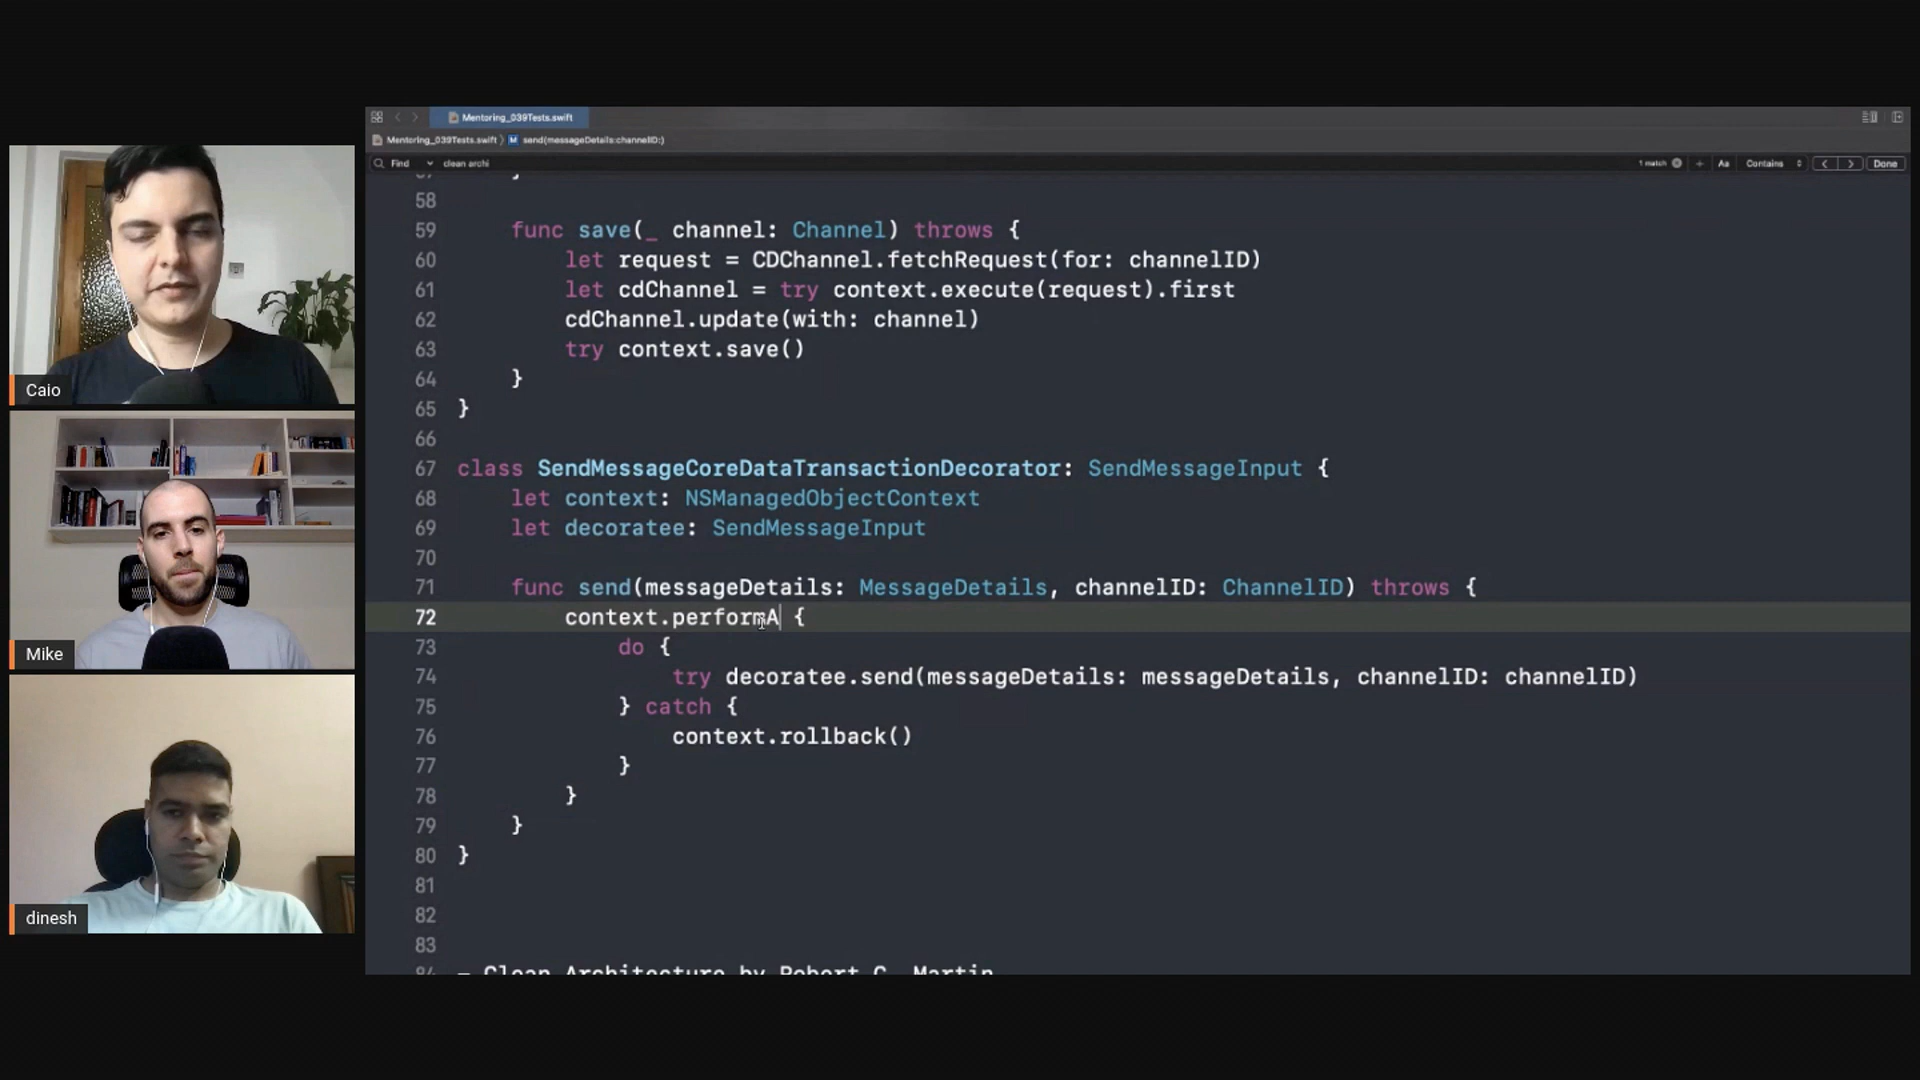 Mentoring_039Tests.swift
Mentoring_039Tests.swift 〉 M send(messageDetails:channelID:)
Find clean archi 1 match Aa Contains Done
58
59 func save(_ channel: Channel) throws {
60 let request = CDChannel.fetchRequest(for: channelID)
61 let cdChannel = try context.execute(request).first
62 cdChannel.update(with: channel)
63 try context.save()
64 }
65 }
66
67 class SendMessageCoreDataTransactionDecorator: SendMessageInput {
68 let context: NSManagedObjectContext
69 let decoratee: SendMessageInput
70
71 func send(messageDetails: MessageDetails, channelID: ChannelID) throws {
72 context.performA {
73 do {
74 try decoratee.send(messageDetails: messageDetails, channelID: channelID)
75 } catch {
76 context.rollback()
77 }
78 }
79 }
80 }
81
82
83
84 – Clean Architecture by Robert C. Martin
Caio
Mike
dinesh